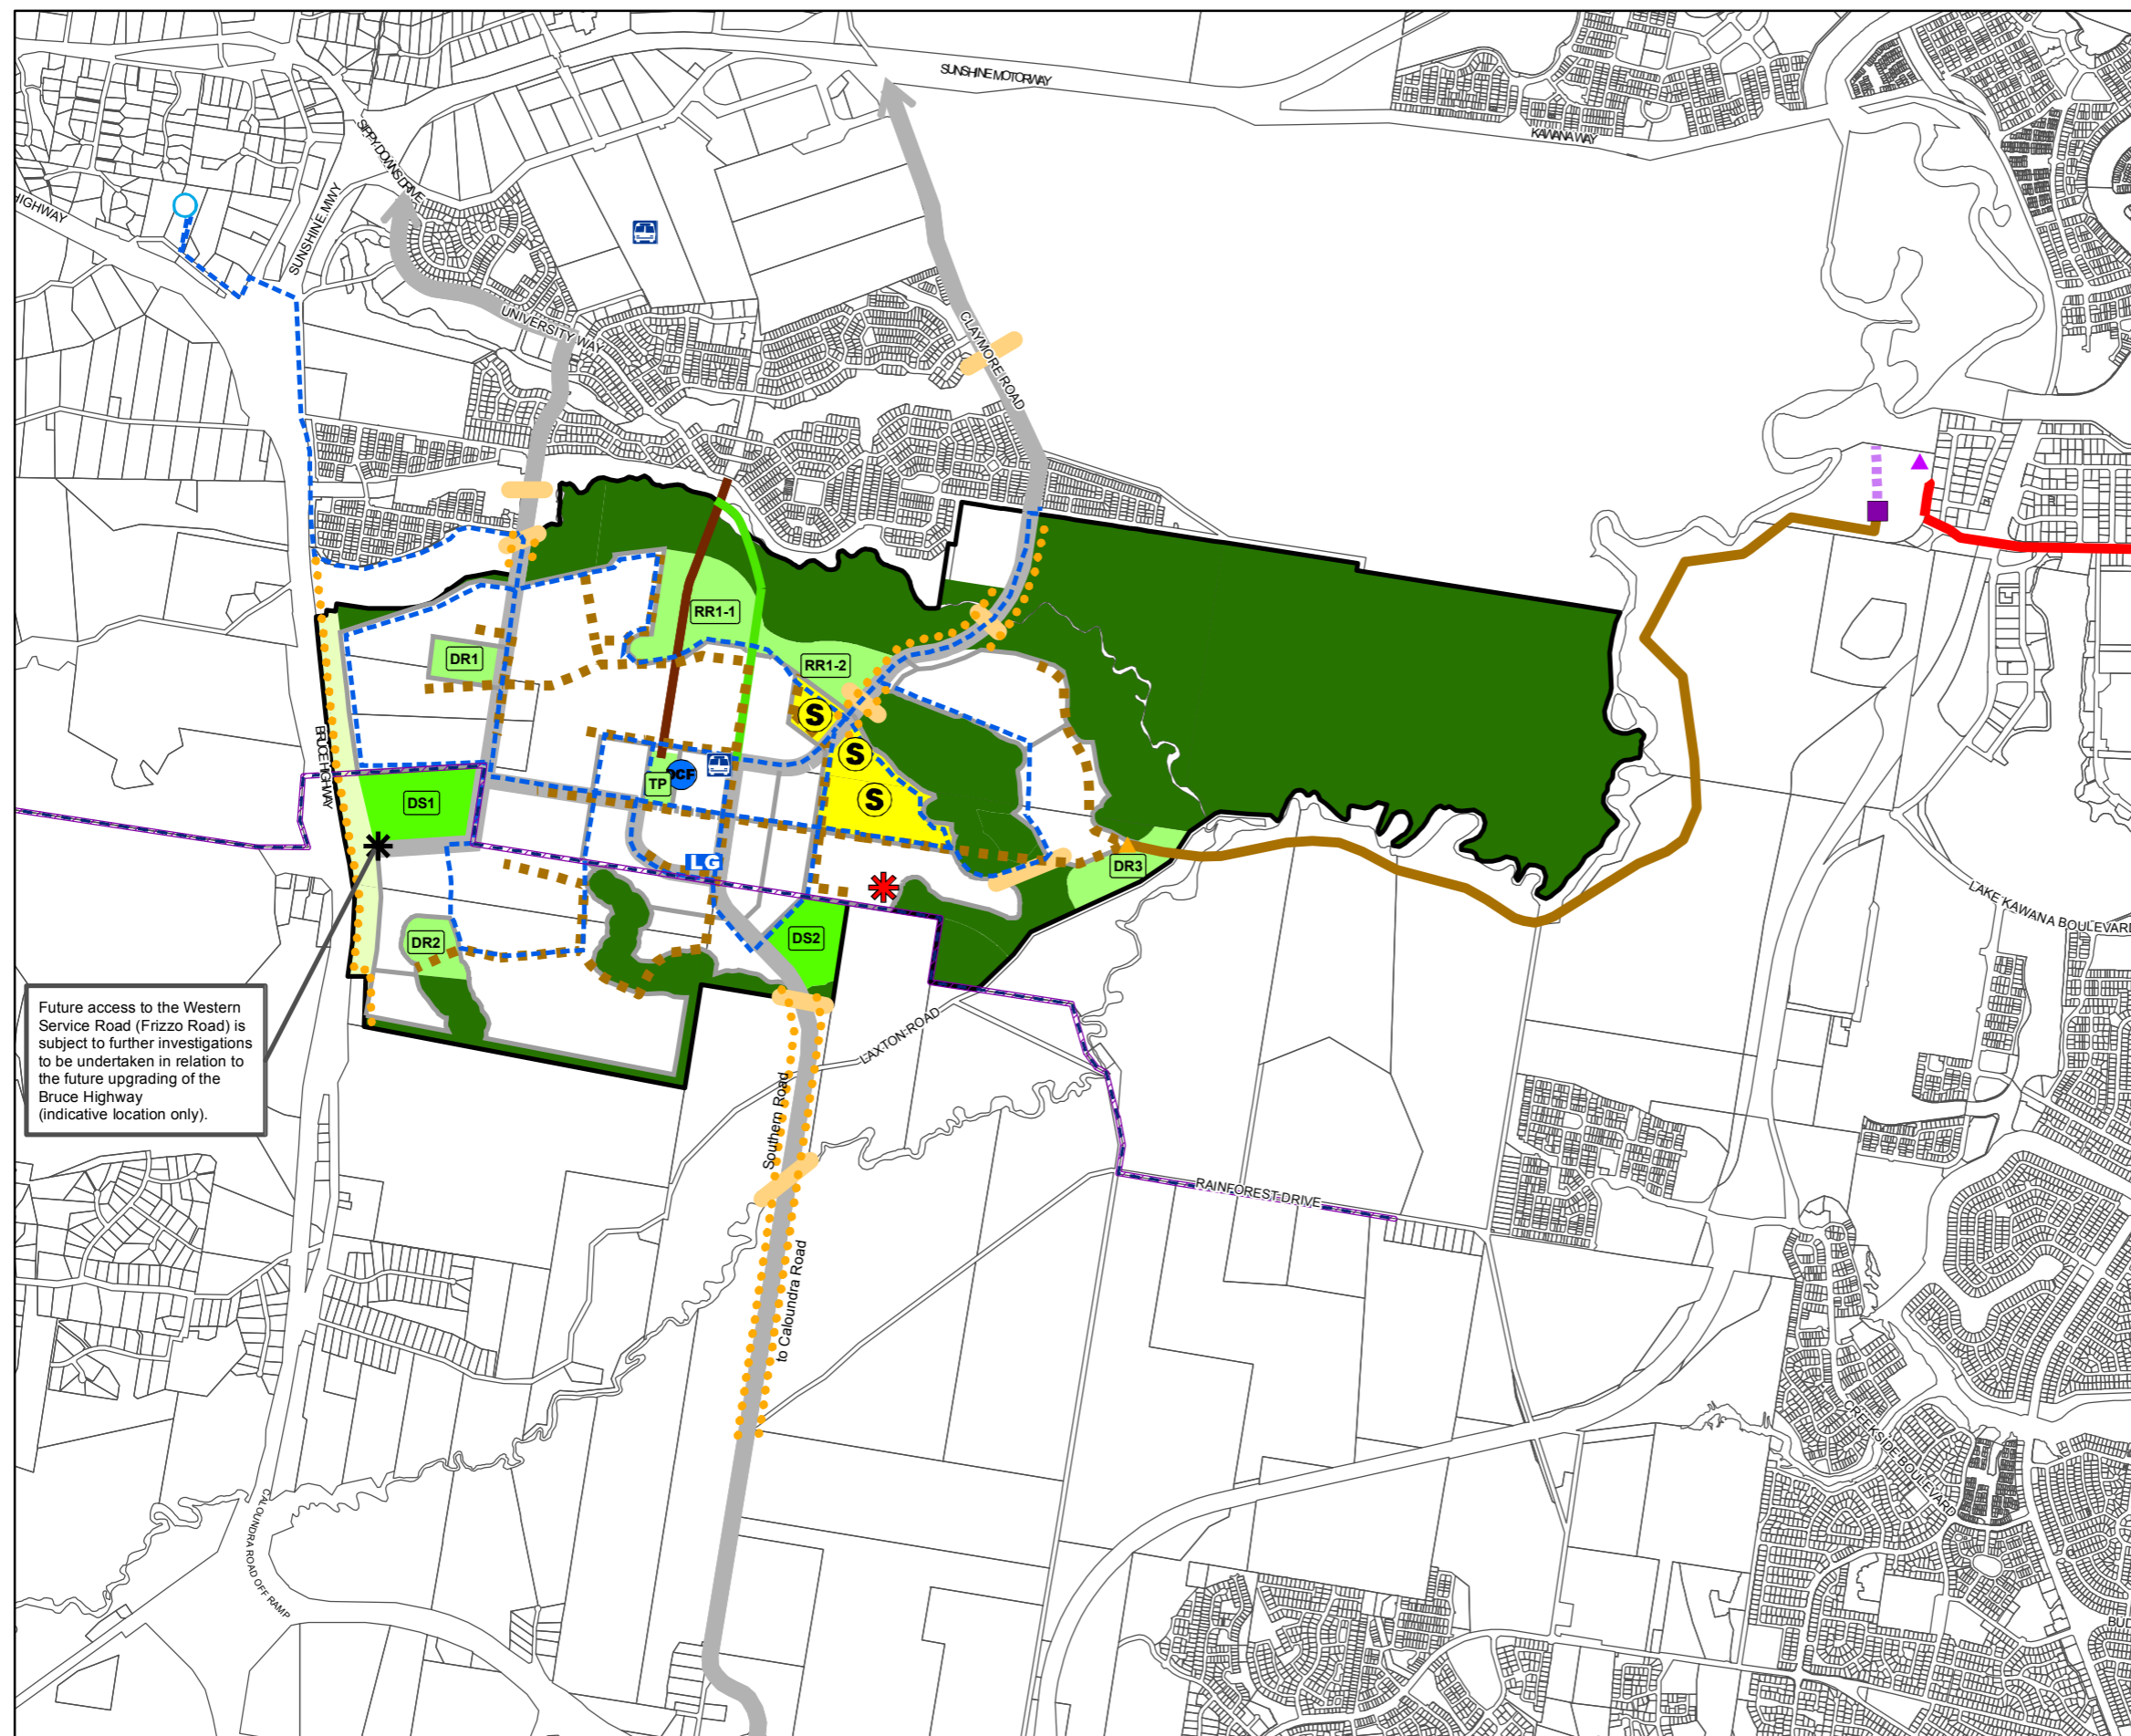 SUNSHINE MOTORWAY
KAWANA WAY
SIPPY DOWNS DRIVE
HIGHWAY
SUNSHINE MWY
UNIVERSITY WAY
CLAYMORE ROAD
RR1-1
DR1
RR1-2
S
S
S
BRUCE HIGHWAY
TP
DCF
DS1
LG
DR3
DR2
DS2
LAKE KAWANA BOULEVARD
Future access to the Western
Service Road (Frizzo Road) is
subject to further investigations
to be undertaken in relation to
the future upgrading of the
Bruce Highway
(indicative location only).
LAXTON ROAD
Southern Road
RAINFOREST DRIVE
to Caloundra Road
CREEKSIDE BOULEVARD
CALOUNDRA ROAD OFF RAMP